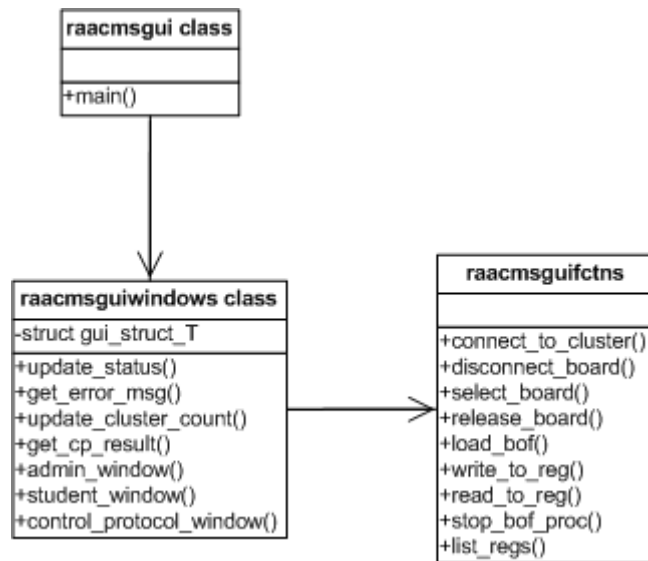 raacmsgui class
+main()
raacmsguiwindows class
-struct gui_struct_T
+update_status()
+get_error_msg()
+update_cluster_count()
+get_cp_result()
+admin_window()
+student_window()
+control_protocol_window()
raacmsguifctns
+connect_to_cluster()
+disconnect_board()
+select_board()
+release_board()
+load_bof()
+write_to_reg()
+read_to_reg()
+stop_bof_proc()
+list_regs()